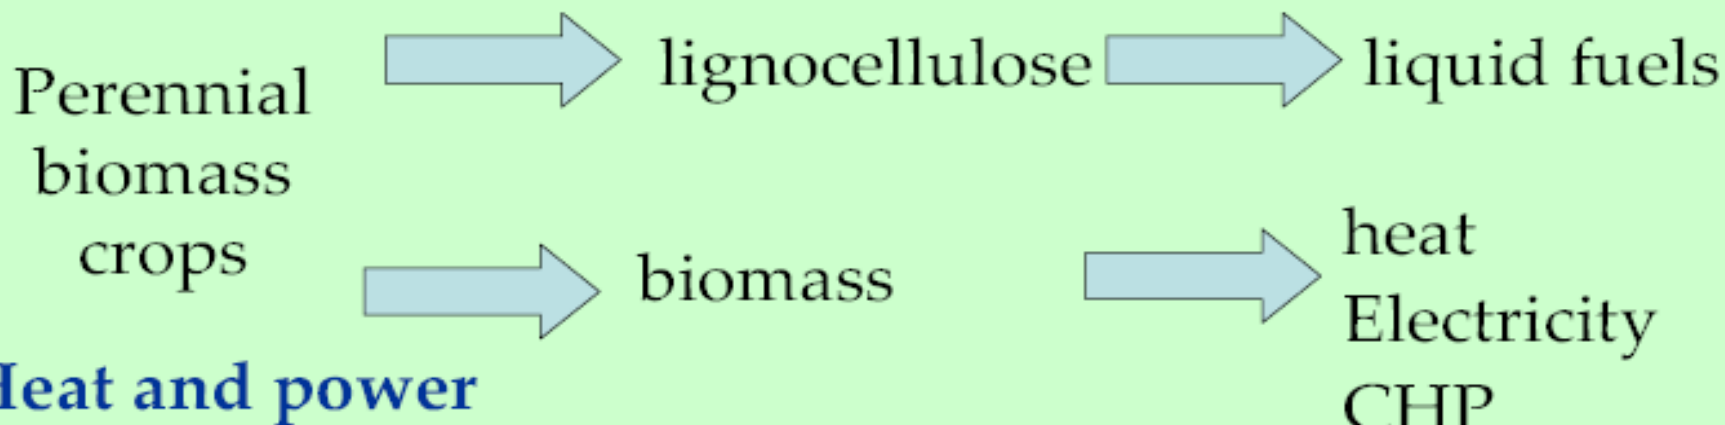 Perennial
biomass
crops
lignocellulose
liquid fuels
biomass
heat
Electricity
CHP
Heat and power